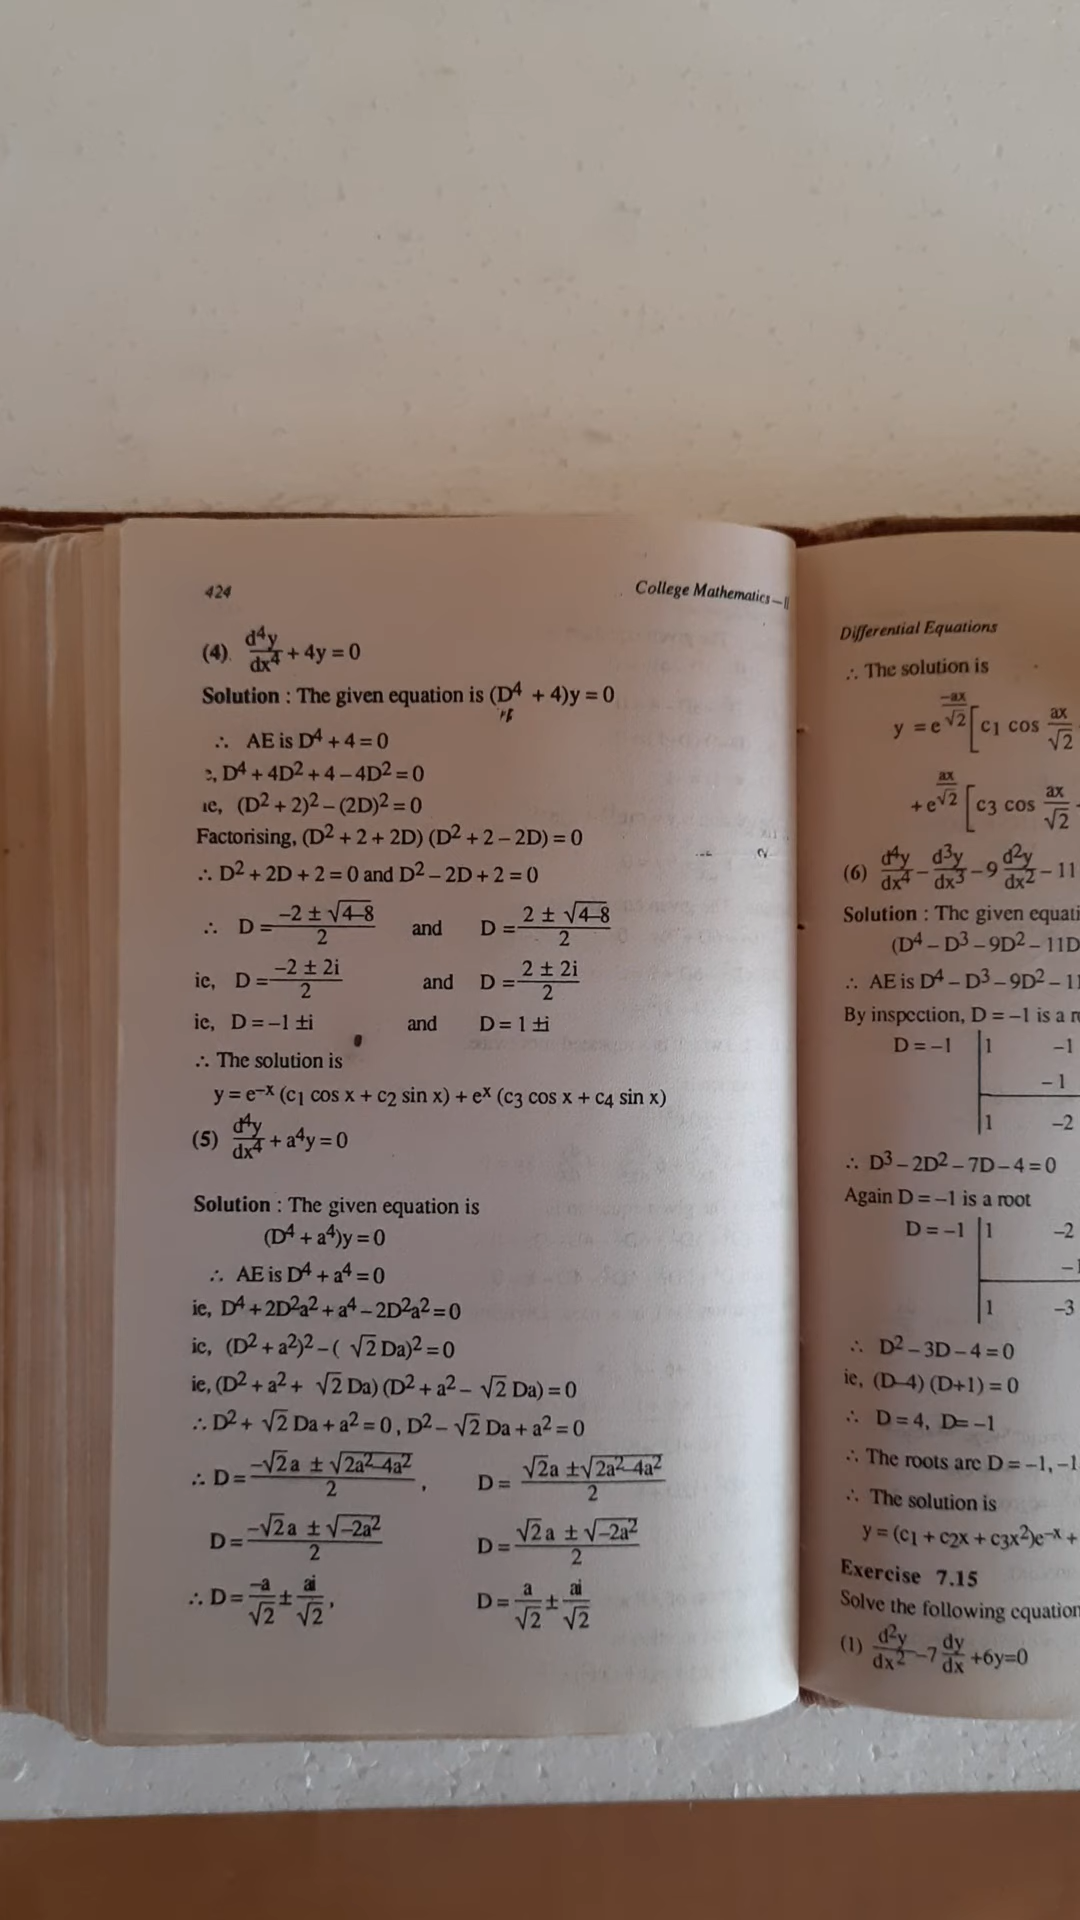 424
College Mathematics—II
(4). d⁴y/dx⁴ + 4y = 0
Solution : The given equation is (D⁴ + 4)y = 0
∴ AE is D⁴ + 4 = 0
, D⁴ + 4D² + 4 – 4D² = 0
ie, (D² + 2)² – (2D)² = 0
Factorising, (D² + 2 + 2D) (D² + 2 – 2D) = 0
∴ D² + 2D + 2 = 0 and D² – 2D + 2 = 0
∴ D = (–2 ± √(4–8))/2 and D = (2 ± √(4–8))/2
ie, D = (–2 ± 2i)/2 and D = (2 ± 2i)/2
ie, D = –1 ±i and D = 1 ±i
∴ The solution is
y = e⁻ˣ (c₁ cos x + c₂ sin x) + eˣ (c₃ cos x + c₄ sin x)
(5) d⁴y/dx⁴ + a⁴y = 0
Solution : The given equation is
(D⁴ + a⁴)y = 0
∴ AE is D⁴ + a⁴ = 0
ie, D⁴ + 2D²a² + a⁴ – 2D²a² = 0
ie, (D² + a²)² – ( √2 Da)² = 0
ie, (D² + a² + √2 Da) (D² + a² – √2 Da) = 0
∴ D² + √2 Da + a² = 0 , D² – √2 Da + a² = 0
∴ D = (–√2a ± √(2a²–4a²))/2 , D = (√2a ± √(2a²–4a²))/2
D = (–√2a ± √(–2a²))/2 D = (√2a ± √(–2a²))/2
∴ D = –a/√2 ± ai/√2 , D = a/√2 ± ai/√2
Differential Equations
∴ The solution is
y = e^(–ax/√2) [c₁ cos ax/√2
+ e^(ax/√2) [c₃ cos ax/√2
(6) d⁴y/dx⁴ – d³y/dx³ – 9 d²y/dx² – 11
Solution : The given equati
(D⁴ – D³ – 9D² – 11D
∴ AE is D⁴ – D³ – 9D² – 11
By inspection, D = –1 is a r
D = –1 | 1 –1
– 1
1 –2
∴ D³ – 2D² – 7D – 4 = 0
Again D = –1 is a root
D = –1 | 1 –2
–1
1 –3
∴ D² – 3D – 4 = 0
ie, (D–4) (D+1) = 0
∴ D = 4, D= –1
∴ The roots are D = –1, –1
∴ The solution is
y = (c₁ + c₂x + c₃x²)e⁻ˣ +
Exercise 7.15
Solve the following equation
(1) d²y/dx² –7 dy/dx +6y=0